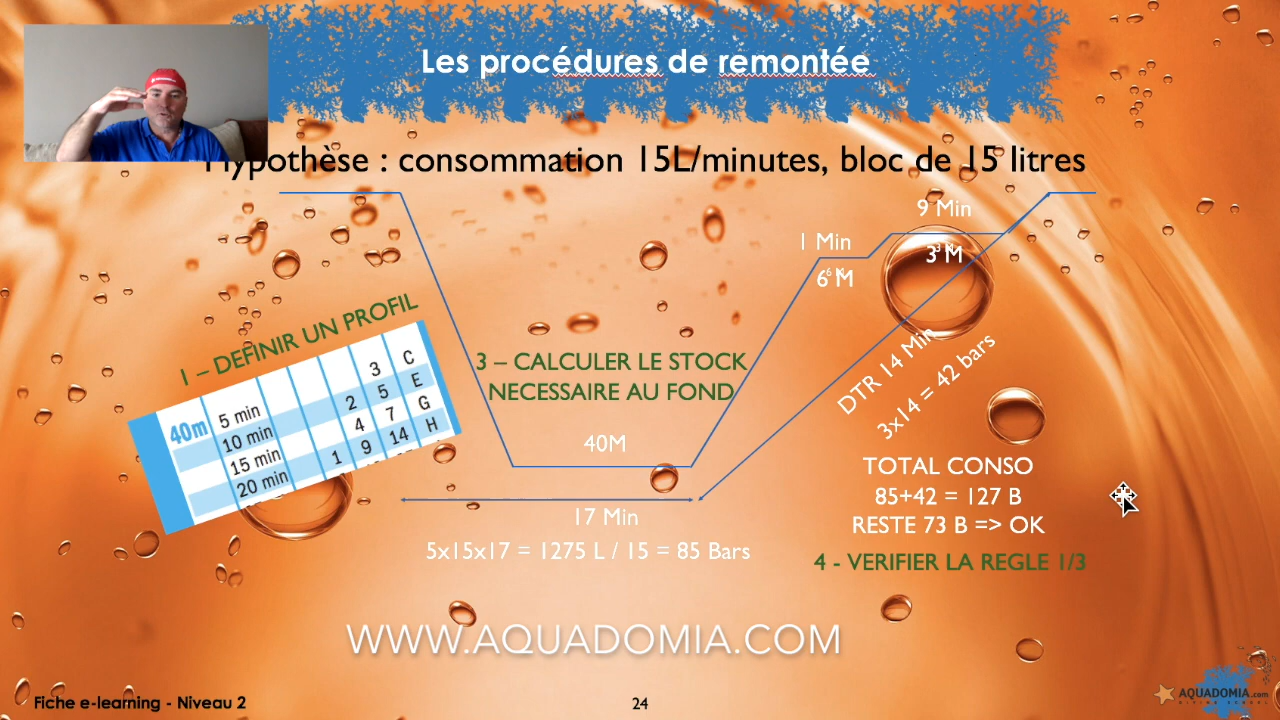 Les procédures de remontée
Hypothèse : consommation 15L/minutes, bloc de 15 litres
9 Min
1 Min
3 M
6 M
1 – DEFINIR UN PROFIL
40m
5 min 3 C
10 min 2 5 E
15 min 4 7 G
20 min 1 9 14 H
3 – CALCULER LE STOCK
NECESSAIRE AU FOND
40M
17 Min
5x15x17 = 1275 L / 15 = 85 Bars
DTR 14 Min
3x14 = 42 bars
TOTAL CONSO
85+42 = 127 B
RESTE 73 B => OK
4 - VERIFIER LA REGLE 1/3
WWW.AQUADOMIA.COM
Fiche e-learning - Niveau 2
24
AQUADOMIA.com
DIVING SCHOOL